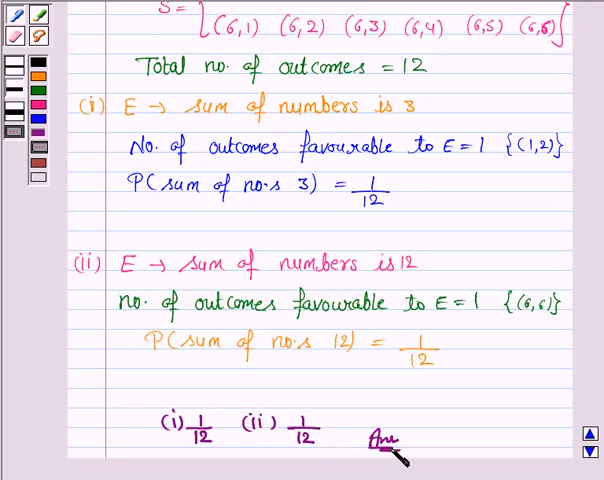 S =
{(6,1) (6,2) (6,3) (6,4) (6,5) (6,6)}
Total no. of outcomes = 12
(i) E → sum of numbers is 3
No. of outcomes favourable to E = 1 {(1,2)}
P(sum of no.s 3) = 1/12
(ii) E → sum of numbers is 12
no. of outcomes favourable to E = 1 {(6,6)}
P(sum of no.s 12) = 1/12
(i) 1/12 (ii) 1/12 Ans